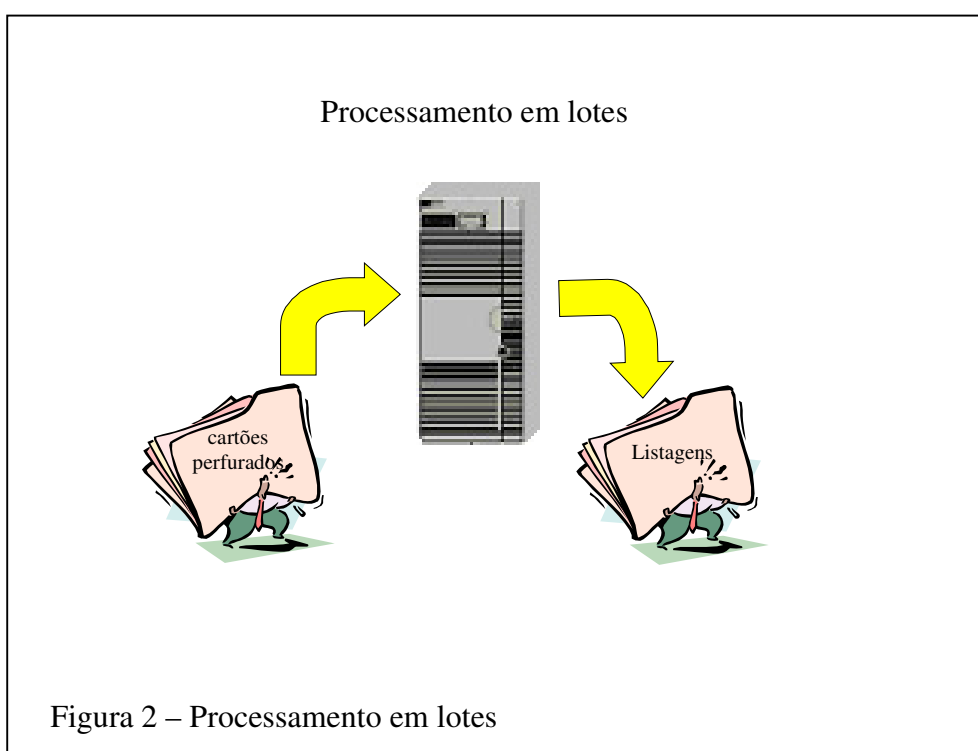 Processamento em lotes
cartões
perfurados
Listagens
Figura 2 – Processamento em lotes